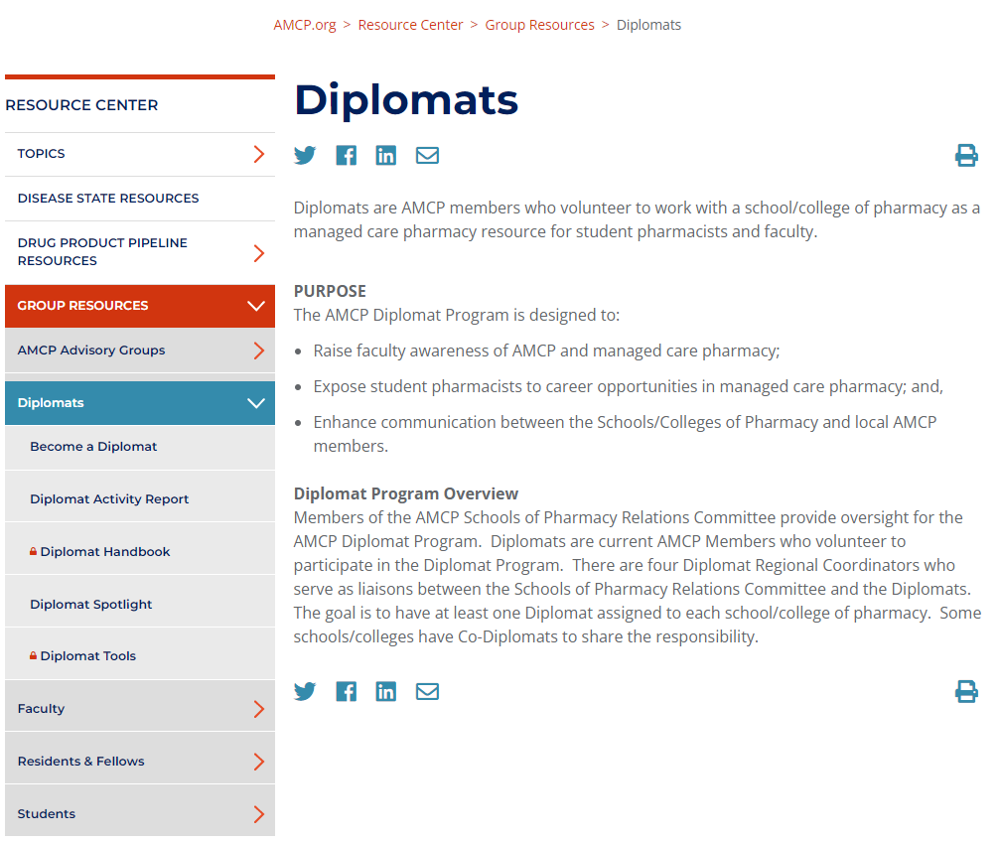 AMCP.org > Resource Center > Group Resources > Diplomats
RESOURCE CENTER
TOPICS
DISEASE STATE RESOURCES
DRUG PRODUCT PIPELINE
RESOURCES
GROUP RESOURCES
AMCP Advisory Groups
Diplomats
Become a Diplomat
Diplomat Activity Report
Diplomat Handbook
Diplomat Spotlight
Diplomat Tools
Faculty
Residents & Fellows
Students
Diplomats
Diplomats are AMCP members who volunteer to work with a school/college of pharmacy as a
managed care pharmacy resource for student pharmacists and faculty.
PURPOSE
The AMCP Diplomat Program is designed to:
• Raise faculty awareness of AMCP and managed care pharmacy;
• Expose student pharmacists to career opportunities in managed care pharmacy; and,
• Enhance communication between the Schools/Colleges of Pharmacy and local AMCP
members.
Diplomat Program Overview
Members of the AMCP Schools of Pharmacy Relations Committee provide oversight for the
AMCP Diplomat Program.  Diplomats are current AMCP Members who volunteer to
participate in the Diplomat Program.  There are four Diplomat Regional Coordinators who
serve as liaisons between the Schools of Pharmacy Relations Committee and the Diplomats.
The goal is to have at least one Diplomat assigned to each school/college of pharmacy.  Some
schools/colleges have Co-Diplomats to share the responsibility.